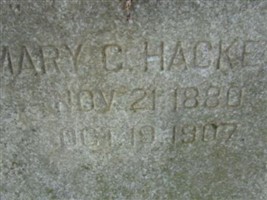 MARY C. HACKE
NOV. 21 1880
OCT. 19, 1907.